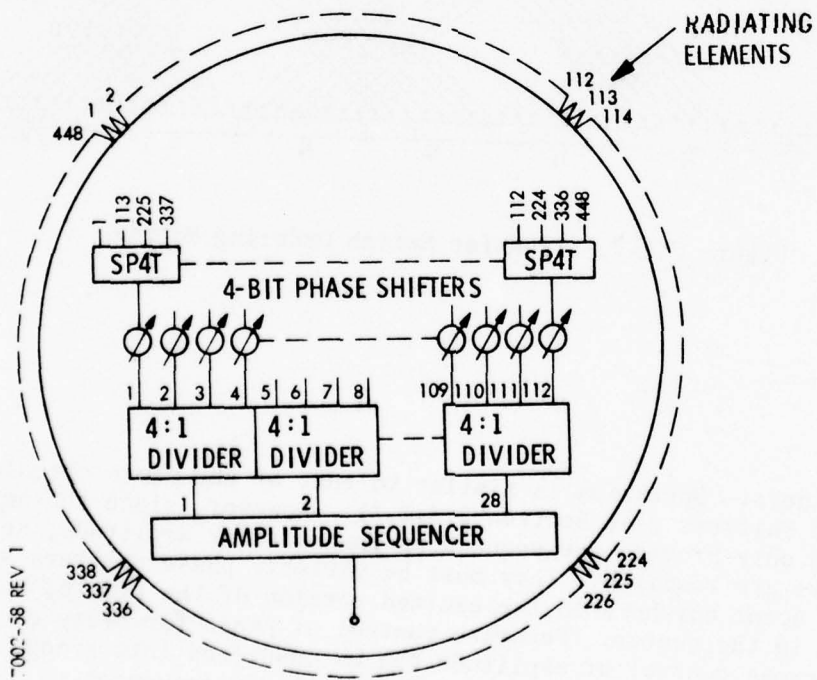 RADIATING
ELEMENTS
112
113
114
1 2
448
1
113
225
337
112
224
336
448
SP4T
SP4T
4-BIT PHASE SHIFTERS
1 2 3 4 5 6 7 8 109 110 111 112
4:1
DIVIDER
4:1
DIVIDER
4:1
DIVIDER
1 2 28
AMPLITUDE SEQUENCER
338
337
336
224
225
226
7002-58 REV 1